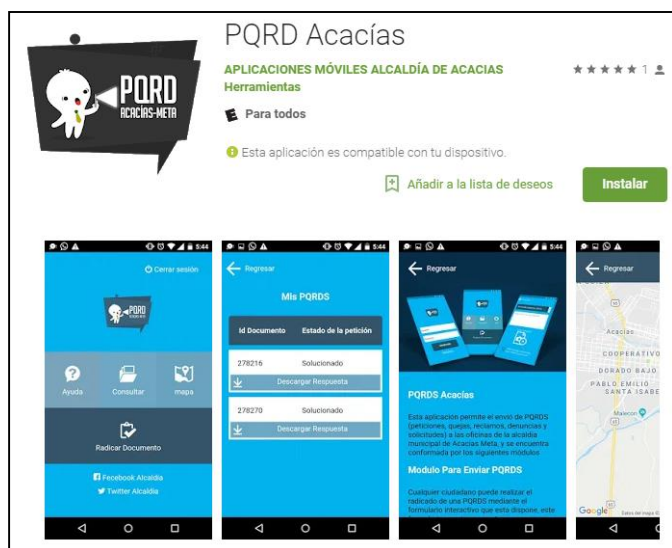 PQRD Acacías
APLICACIONES MÓVILES ALCALDÍA DE ACACIAS
Herramientas
1
E Para todos
Esta aplicación es compatible con tu dispositivo.
Añadir a la lista de deseos
Instalar
PQRD
ACACÍAS-META
5:44
Cerrar sesión
PQRD
Ayuda
Consultar
mapa
Radicar Documento
Facebook Alcaldia
Twitter Alcaldia
5:44
Regresar
MIs PQRDS
Id Documento Estado de la petición
278216 Solucionado
Descargar Respuesta
278270 Solucionado
Descargar Respuesta
5:44
Regresar
PQRDS Acacías
Esta aplicación permite el envio de PQRDS
(peticiones, quejas, reclamos, denuncias y
solicitudes) a las oficinas de la alcaldia
municipal de Acacias Meta, y se encuentra
conformada por los siguientes módulos
Modulo Para Enviar PQRDS
Cualquier ciudadano puede realizar el
radicado de una PQRDS mediante el
formulario interactivo que esta dispone, esta
Regresar
Acacías
COOPERATIVO
DORADO BAJO
PABLO EMILIO
SANTA ISABE
Malecon
Google